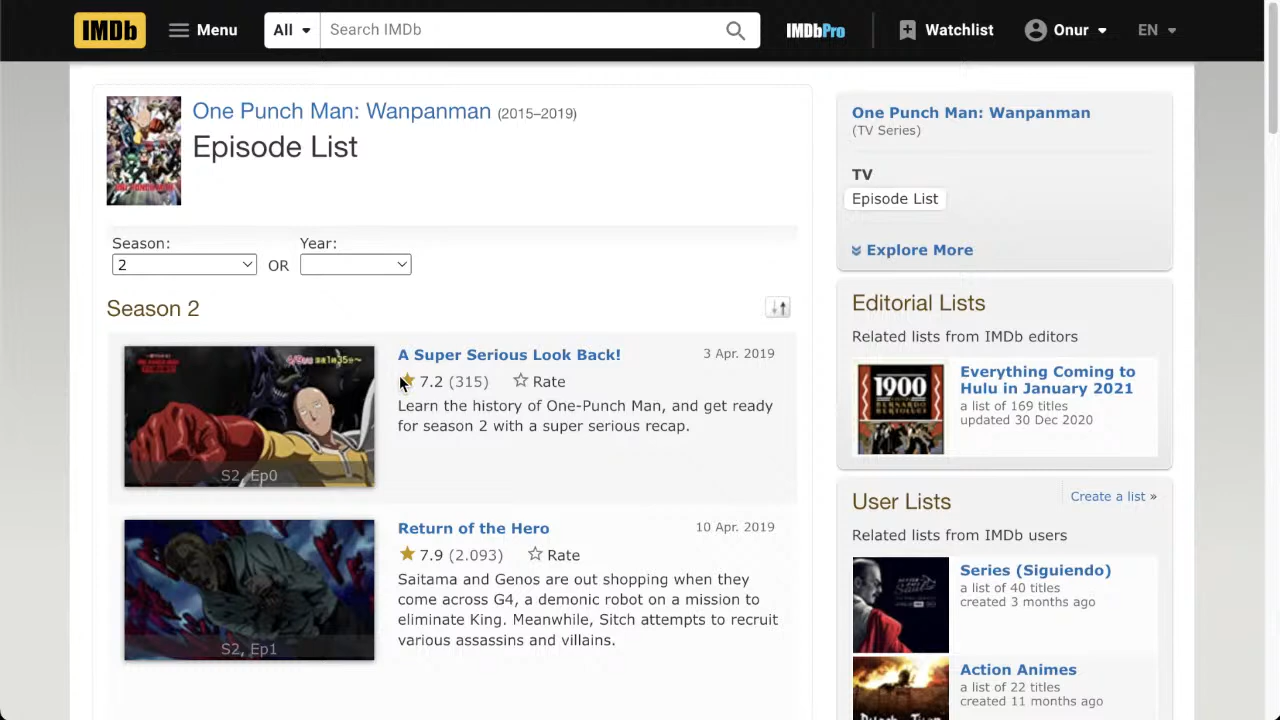 IMDb
Menu
All
Search IMDb
IMDbPro
Watchlist
Onur
EN
One Punch Man: Wanpanman (2015–2019)
Episode List
Season:
Year:
2
OR
Season 2
A Super Serious Look Back!
3 Apr. 2019
7.2 (315)
Rate
Learn the history of One-Punch Man, and get ready
for season 2 with a super serious recap.
S2, Ep0
Return of the Hero
10 Apr. 2019
7.9 (2.093)
Rate
Saitama and Genos are out shopping when they
come across G4, a demonic robot on a mission to
eliminate King. Meanwhile, Sitch attempts to recruit
various assassins and villains.
S2, Ep1
One Punch Man: Wanpanman
(TV Series)
TV
Episode List
Explore More
Editorial Lists
Related lists from IMDb editors
1900
BERNARDO
BERTOLUCCI
Everything Coming to
Hulu in January 2021
a list of 169 titles
updated 30 Dec 2020
User Lists
Create a list »
Related lists from IMDb users
Series (Siguiendo)
a list of 40 titles
created 3 months ago
Action Animes
a list of 22 titles
created 11 months ago